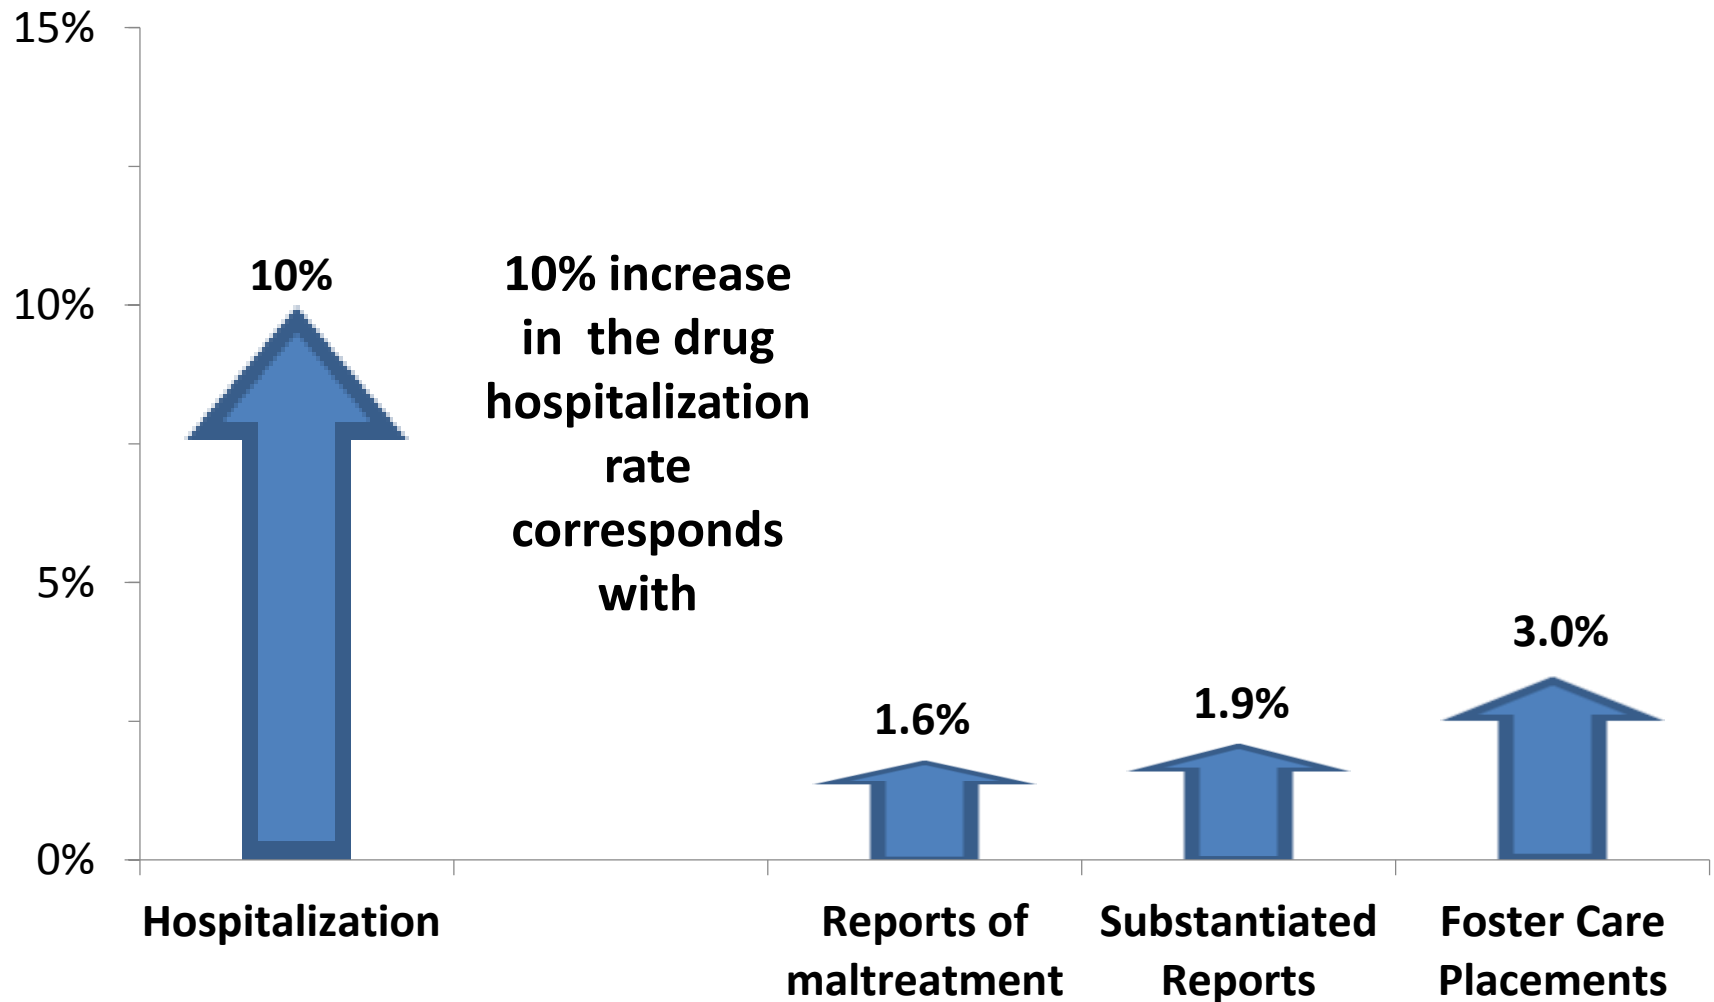 15%
10%
5%
0%
10%
10% increase
in  the drug
hospitalization
rate
corresponds
with
1.6%
1.9%
3.0%
Hospitalization
Reports of
maltreatment
Substantiated
Reports
Foster Care
Placements